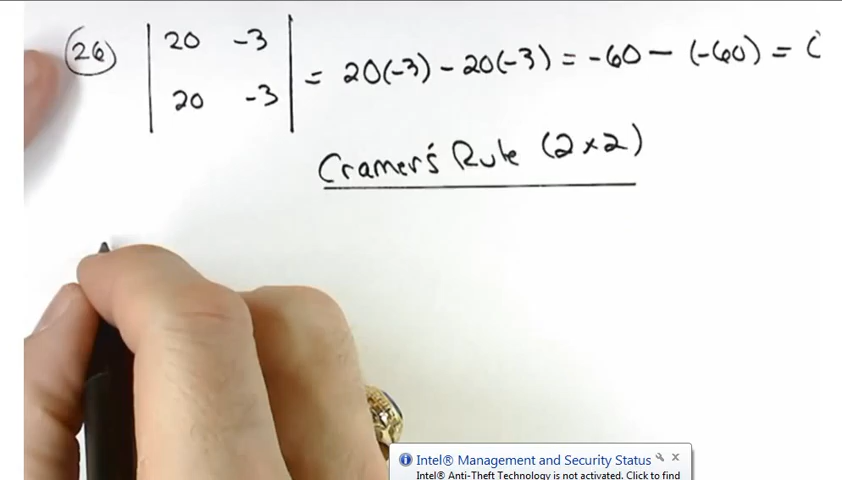 26 | 20 -3 | = 20(-3) - 20(-3) = -60 - (-60) =
| 20 -3 |
Cramer's Rule (2×2)
Intel® Management and Security Status
Intel® Anti-Theft Technology is not activated. Click to find